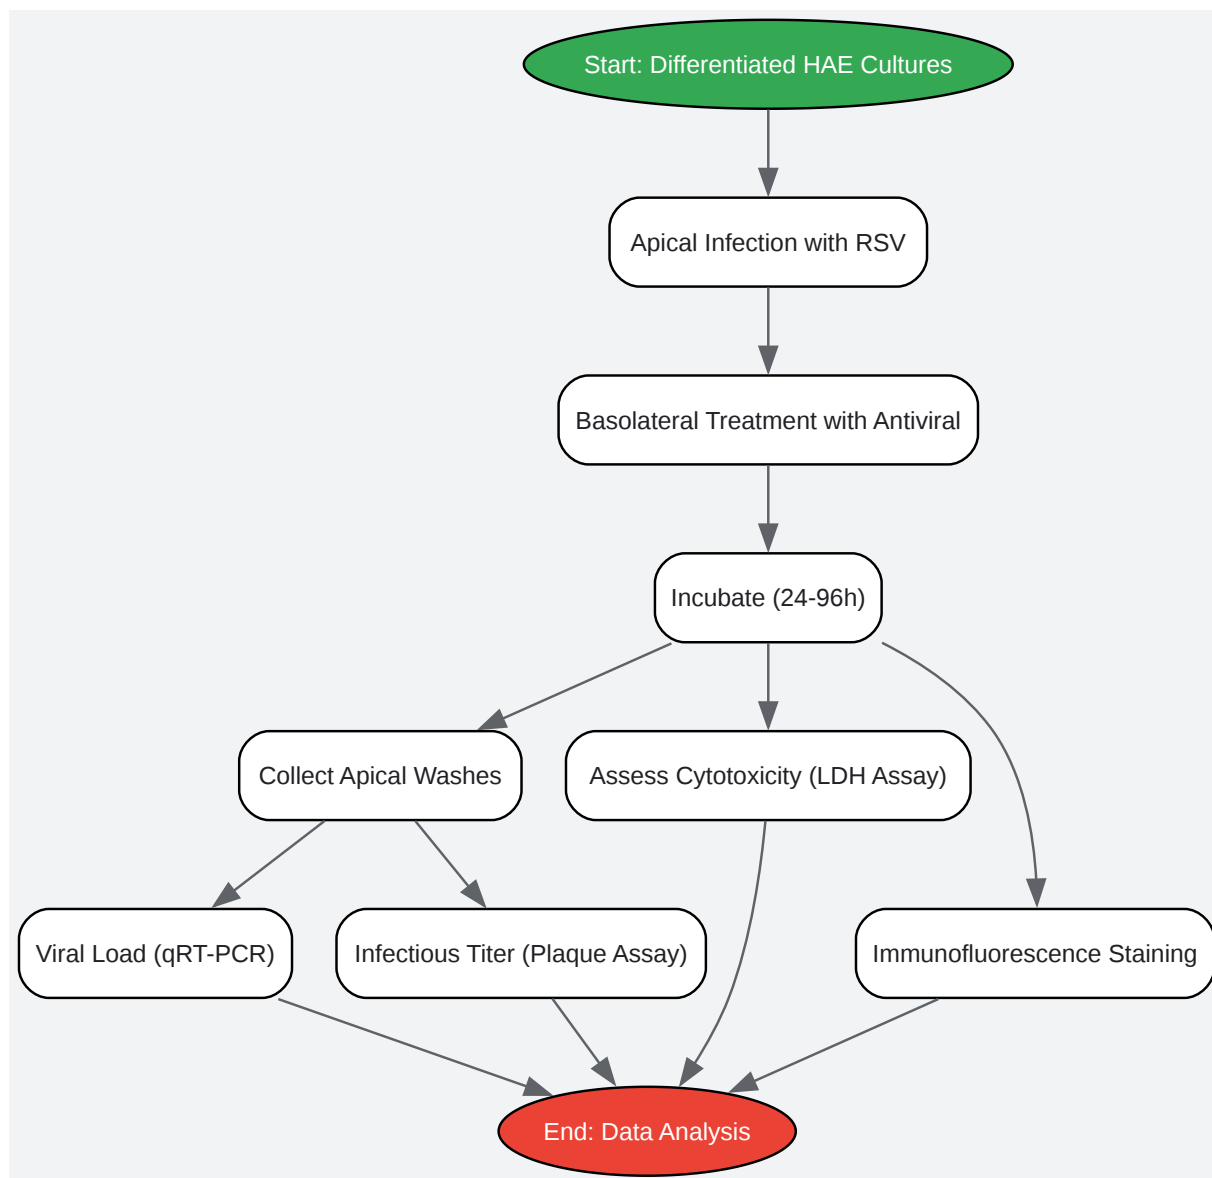 Start: Differentiated HAE Cultures
Apical Infection with RSV
Basolateral Treatment with Antiviral
Incubate (24-96h)
Collect Apical Washes
Assess Cytotoxicity (LDH Assay)
Viral Load (qRT-PCR)
Infectious Titer (Plaque Assay)
Immunofluorescence Staining
End: Data Analysis